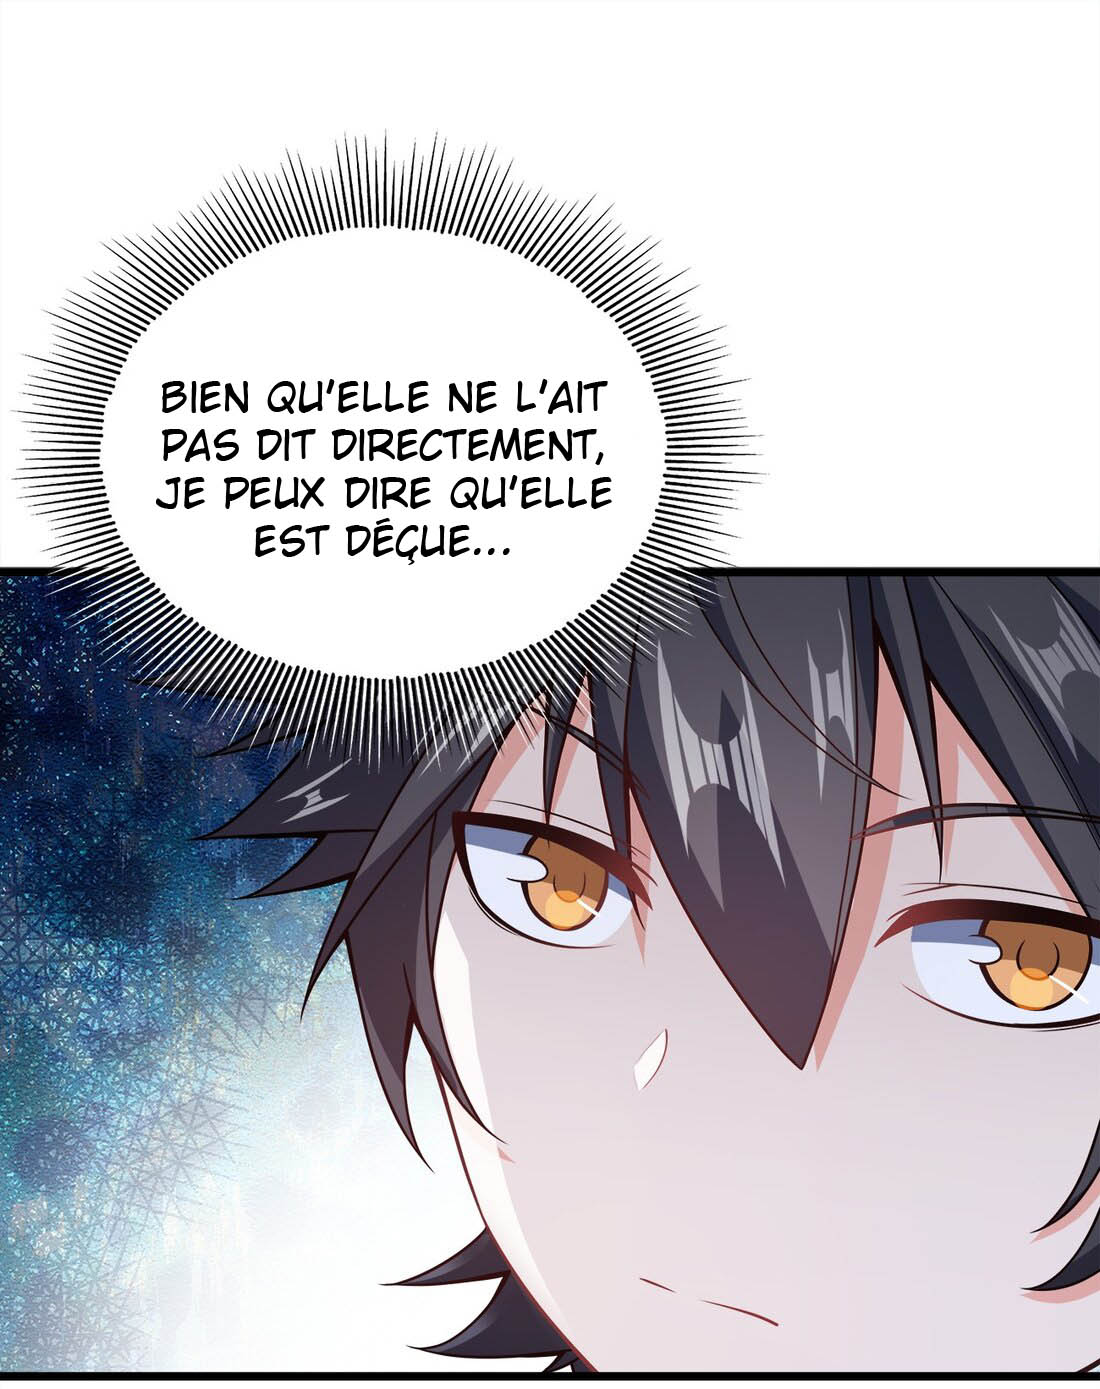 BIEN QU'ELLE NE L'AIT
PAS DIT DIRECTEMENT,
JE PEUX DIRE QU'ELLE
EST DÉÇUE...